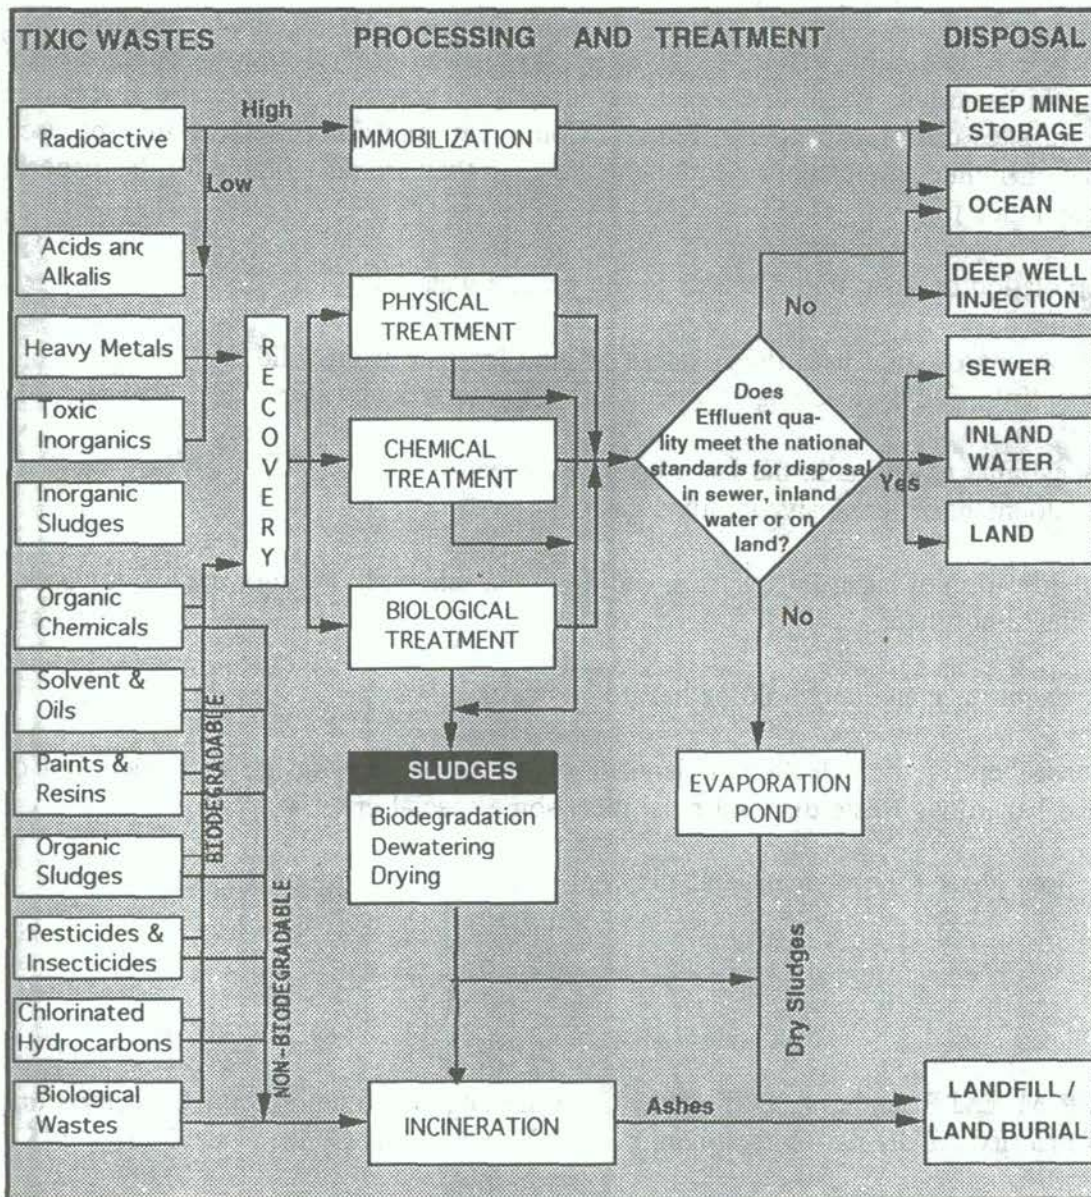 TIXIC WASTES PROCESSING AND TREATMENT DISPOSAL
Radioactive
High
Low
IMMOBILIZATION
DEEP MINE
STORAGE
OCEAN
DEEP WELL
INJECTION
Acids and
Alkalis
Heavy Metals
Toxic
Inorganics
Inorganic
Sludges
RECOVERY
PHYSICAL
TREATMENT
CHEMICAL
TREATMENT
BIOLOGICAL
TREATMENT
No
Does
Effluent qua-
lity meet the national
standards for disposal
in sewer, inland
water or on
land?
Yes
No
SEWER
INLAND
WATER
LAND
Organic
Chemicals
Solvent &
Oils
Paints &
Resins
Organic
Sludges
Pesticides &
Insecticides
Chlorinated
Hydrocarbons
Biological
Wastes
BIODEGRADABLE
NON-BIODEGRADABLE
SLUDGES
Biodegradation
Dewatering
Drying
EVAPORATION
POND
Dry Sludges
INCINERATION
Ashes
LANDFILL /
LAND BURIAL